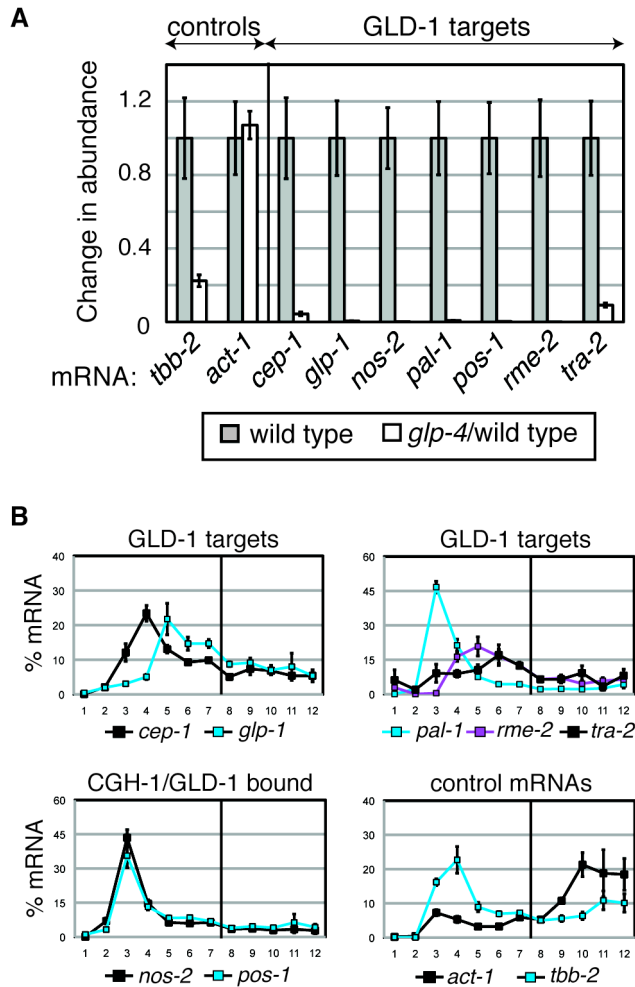 A
controls GLD-1 targets
Change in abundance
1.2
0.8
0.4
0
mRNA: tbb-2 act-1 cep-1 glp-1 nos-2 pal-1 pos-1 rme-2 tra-2
wild type glp-4/wild type
B
GLD-1 targets
% mRNA
40
30
20
10
0
1 2 3 4 5 6 7 8 9 10 11 12
cep-1 glp-1
GLD-1 targets
60
45
30
15
0
1 2 3 4 5 6 7 8 9 10 11 12
pal-1 rme-2 tra-2
CGH-1/GLD-1 bound
% mRNA
60
45
30
15
0
1 2 3 4 5 6 7 8 9 10 11 12
nos-2 pos-1
control mRNAs
40
30
20
10
0
1 2 3 4 5 6 7 8 9 10 11 12
act-1 tbb-2